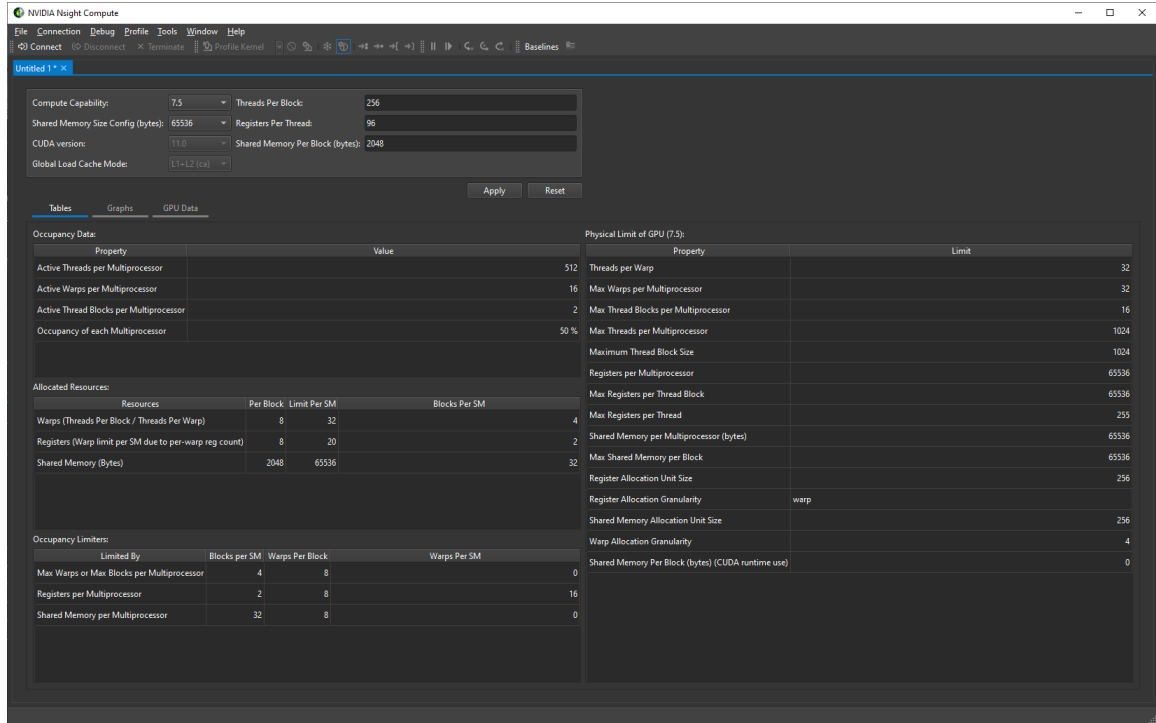 NVIDIA Nsight Compute
File Connection Debug Profile Tools Window Help
Connect Disconnect Terminate Profile Kernel Baselines
Untitled 1 *
Compute Capability: 7.5 Threads Per Block: 256
Shared Memory Size Config (bytes): 65536 Registers Per Thread: 96
CUDA version: 11.0 Shared Memory Per Block (bytes): 2048
Global Load Cache Mode: L1+L2 (ca)
Apply Reset
Tables Graphs GPU Data
Occupancy Data:
Property Value
Active Threads per Multiprocessor 512
Active Warps per Multiprocessor 16
Active Thread Blocks per Multiprocessor 2
Occupancy of each Multiprocessor 50 %
Allocated Resources:
Resources Per Block Limit Per SM Blocks Per SM
Warps (Threads Per Block / Threads Per Warp) 8 32 4
Registers (Warp limit per SM due to per-warp reg count) 8 20 2
Shared Memory (Bytes) 2048 65536 32
Occupancy Limiters:
Limited By Blocks per SM Warps Per Block Warps Per SM
Max Warps or Max Blocks per Multiprocessor 4 8 0
Registers per Multiprocessor 2 8 16
Shared Memory per Multiprocessor 32 8 0
Physical Limit of GPU (7.5):
Property Limit
Threads per Warp 32
Max Warps per Multiprocessor 32
Max Thread Blocks per Multiprocessor 16
Max Threads per Multiprocessor 1024
Maximum Thread Block Size 1024
Registers per Multiprocessor 65536
Max Registers per Thread Block 65536
Max Registers per Thread 255
Shared Memory per Multiprocessor (bytes) 65536
Max Shared Memory per Block 65536
Register Allocation Unit Size 256
Register Allocation Granularity warp
Shared Memory Allocation Unit Size 256
Warp Allocation Granularity 4
Shared Memory Per Block (bytes) (CUDA runtime use) 0